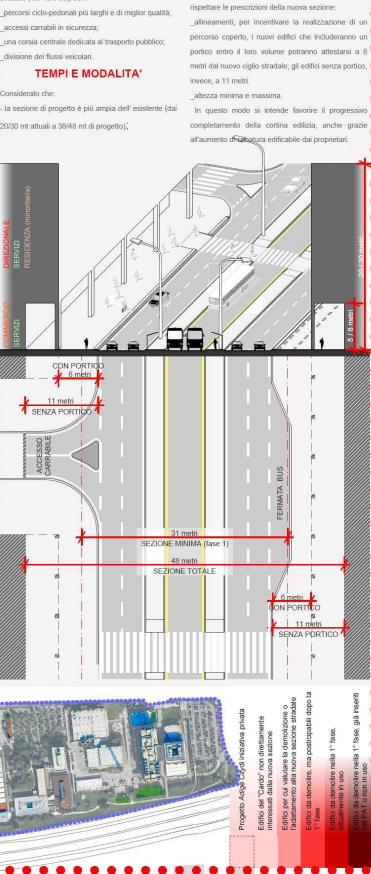 _percorsi ciclo-pedonali più larghi e di miglior qualità;
_accessi carrabili in sicurezza;
_una corsia centrale dedicata al trasporto pubblico;
_divisione dei flussi veicolari.
TEMPI E MODALITA'
Considerato che:
- la sezione di progetto è più ampia dell' esistente (dai
20/30 mt attuali a 38/48 mt di progetto);
rispettare le prescrizioni della nuova sezione:
_allineamenti; per incentivare la realizzazione di un
percorso coperto, i nuovi edifici che includeranno un
portico entro il loro volume potranno attestarsi a 6
metri dal nuovo ciglio stradale; gli edifici senza portico,
invece, a 11 metri.
_altezza minima e massima.
In questo modo si intende favorire il progressivo
completamento della cortina edilizia, anche grazie
all'aumento di cubatura edificabile dai proprietari.
DIREZIONALE
SERVIZI
RESIDENZA (minoritaria)
COMMERCIO
SERVIZI
20 / 30 metri
5 / 8 metri
CON PORTICO
6 metri
11 metri
SENZA PORTICO
ACCESSO
CARRABILE
FERMATA BUS
31 metri
SEZIONE MINIMA (fase 1)
48 metri
SEZIONE TOTALE
6 metri
CON PORTICO
11 metri
SENZA PORTICO
Progetto Adige City di iniziativa privata
Edifici del "Cardo" non direttamente
interessati dalla nuova sezione
Edifici per cui valutare la demolizione o
l'adattamento alla nuova sezione stradale
Edifici da demolire, ma posticipabili dopo la
1° fase
Edifici da demolire nella 1° fase,
attualmente in uso
Edifici da demolire nella 1° fase, già inseriti
nel PAT o non in uso